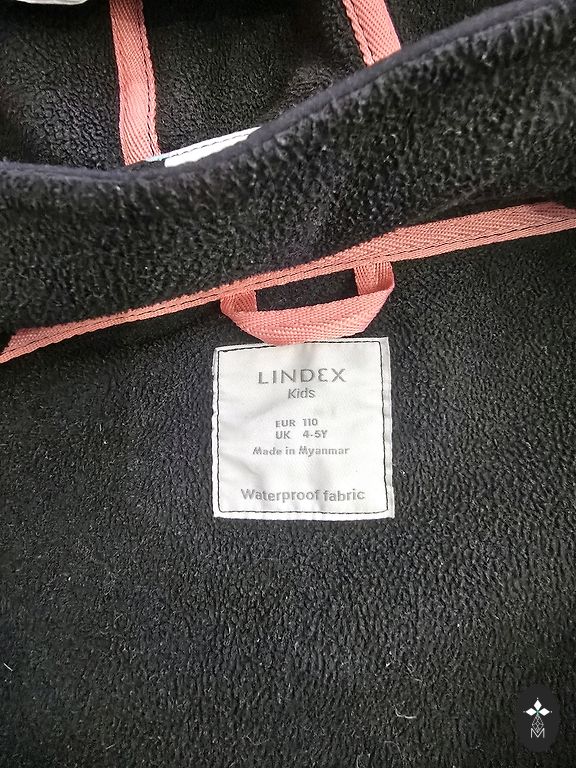 LINDEX
Kids
EUR 110
UK 4-5Y
Made in Myanmar
Waterproof fabric
M